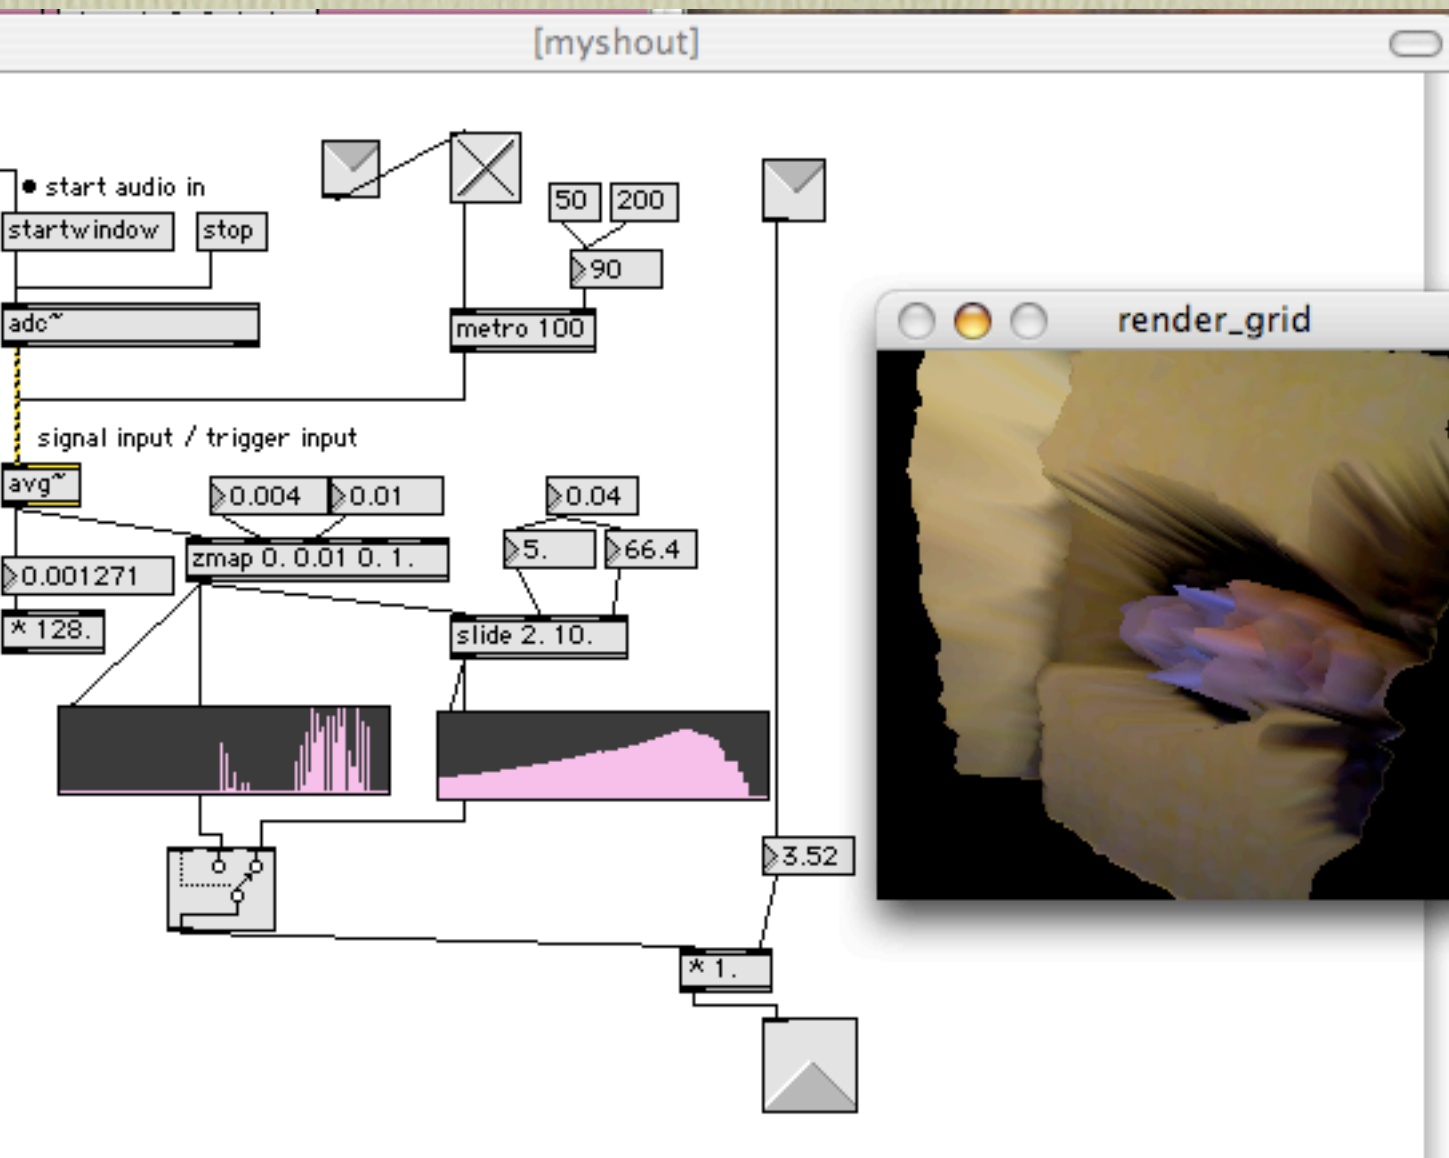 [myshout]
start audio in
startwindow
stop
50
200
90
adc~
metro 100
render_grid
signal input / trigger input
avg~
0.004
0.01
0.04
zmap 0. 0.01 0. 1.
5.
66.4
0.001271
* 128.
slide 2. 10.
3.52
* 1.